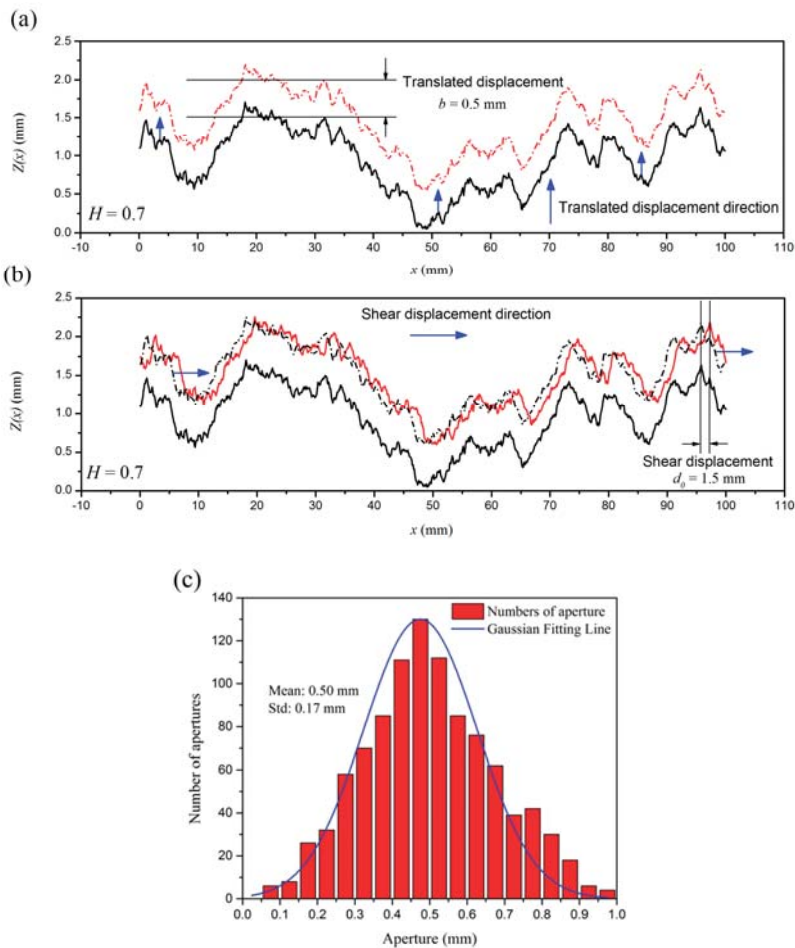 (a)
2.5
2.0
1.5
1.0
0.5
0.0
Z(x) (mm)
Translated displacement
b = 0.5 mm
Translated displacement direction
H = 0.7
-10 0 10 20 30 40 50 60 70 80 90 100 110
x (mm)
(b)
2.5
2.0
1.5
1.0
0.5
0.0
Z(x) (mm)
Shear displacement direction
Shear displacement
d₀ = 1.5 mm
H = 0.7
-10 0 10 20 30 40 50 60 70 80 90 100 110
x (mm)
(c)
140
120
100
80
60
40
20
0
Number of apertures
Numbers of aperture
Gaussian Fitting Line
Mean: 0.50 mm
Std: 0.17 mm
0.0 0.1 0.2 0.3 0.4 0.5 0.6 0.7 0.8 0.9 1.0
Aperture (mm)